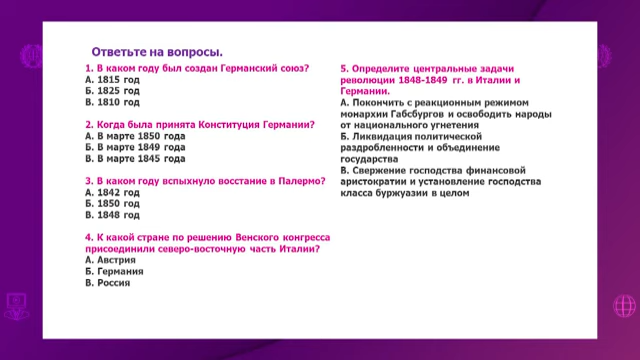 Ответьте на вопросы.
1. В каком году был создан Германский союз?
А. 1815 год
Б. 1825 год
В. 1810 год
2. Когда была принята Конституция Германии?
А. В марте 1850 года
Б. В марте 1849 года
В. В марте 1845 года
3. В каком году вспыхнуло восстание в Палермо?
А. 1842 год
Б. 1850 год
В. 1848 год
4. К какой стране по решению Венского конгресса
присоединили северо-восточную часть Италии?
А. Австрия
Б. Германия
В. Россия
5. Определите центральные задачи
революции 1848-1849 гг. в Италии и
Германии.
А. Покончить с реакционным режимом
монархии Габсбургов и освободить народы
от национального угнетения
Б. Ликвидация политической
раздробленности и объединение
государства
В. Свержение господства финансовой
аристократии и установление господства
класса буржуазии в целом